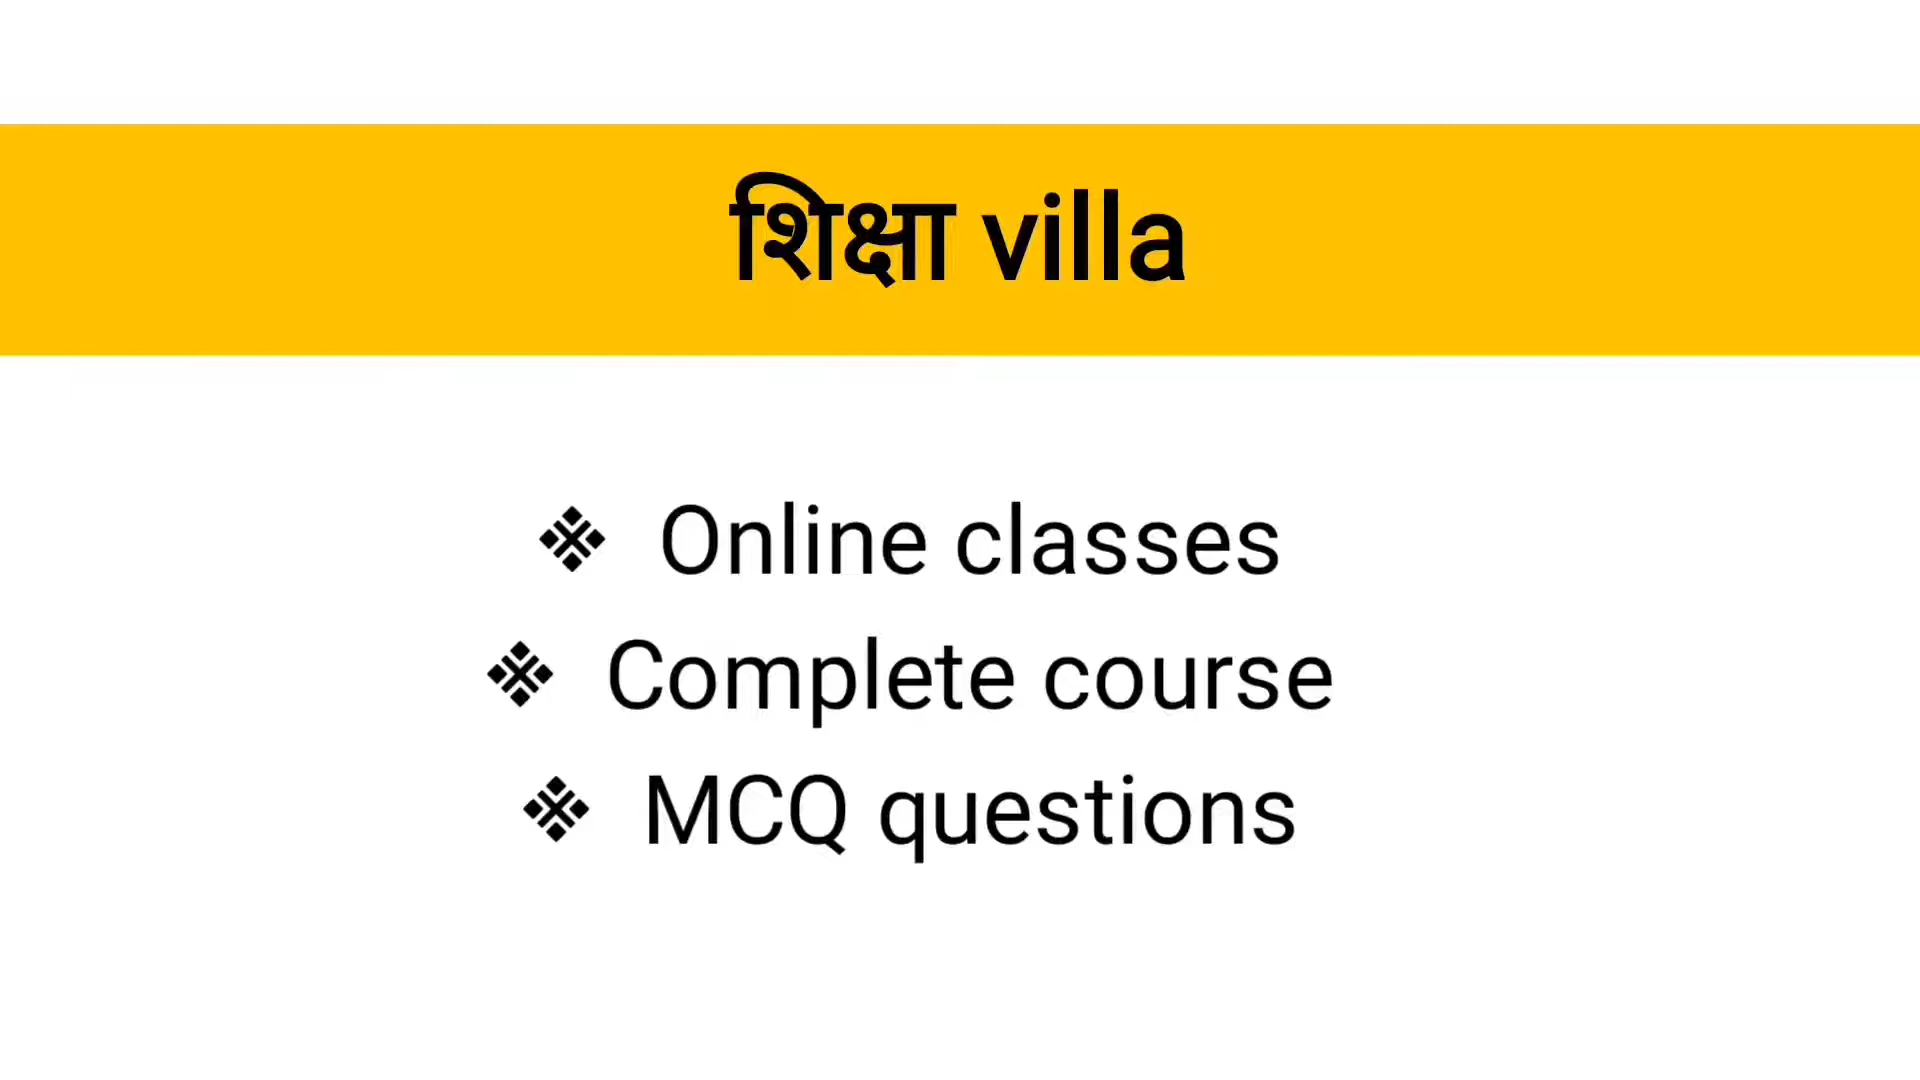 शिक्षा villa
❖ Online classes
❖ Complete course
❖ MCQ questions